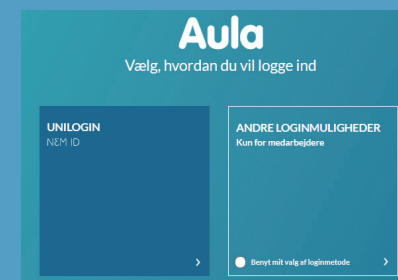 Aula
Vælg, hvordan du vil logge ind
UNILOGIN
NEM ID
ANDRE LOGINMULIGHEDER
Kun for medarbejdere
Benyt mit valg af loginmetode